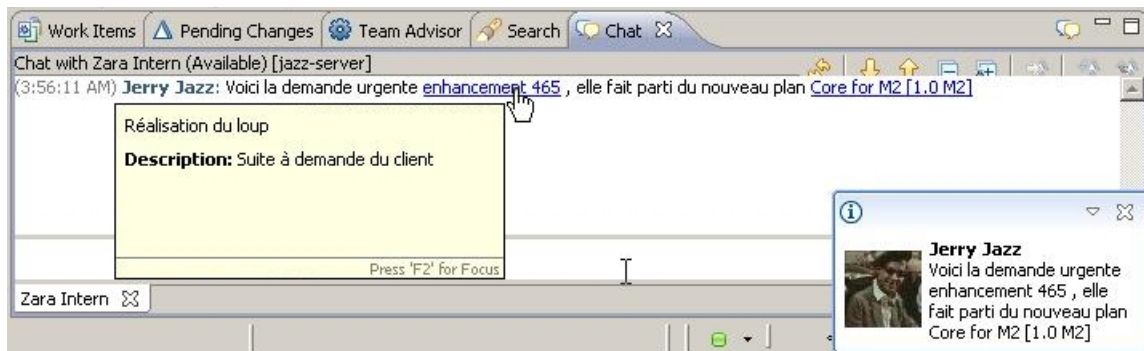 Work Items Pending Changes Team Advisor Search Chat
Chat with Zara Intern (Available) [jazz-server]
(3:56:11 AM) Jerry Jazz: Voici la demande urgente enhancement 465 , elle fait parti du nouveau plan Core for M2 [1.0 M2]
Réalisation du loup
Description: Suite à demande du client
Press 'F2' for Focus
Zara Intern
Jerry Jazz
Voici la demande urgente
enhancement 465 , elle
fait parti du nouveau plan
Core for M2 [1.0 M2]